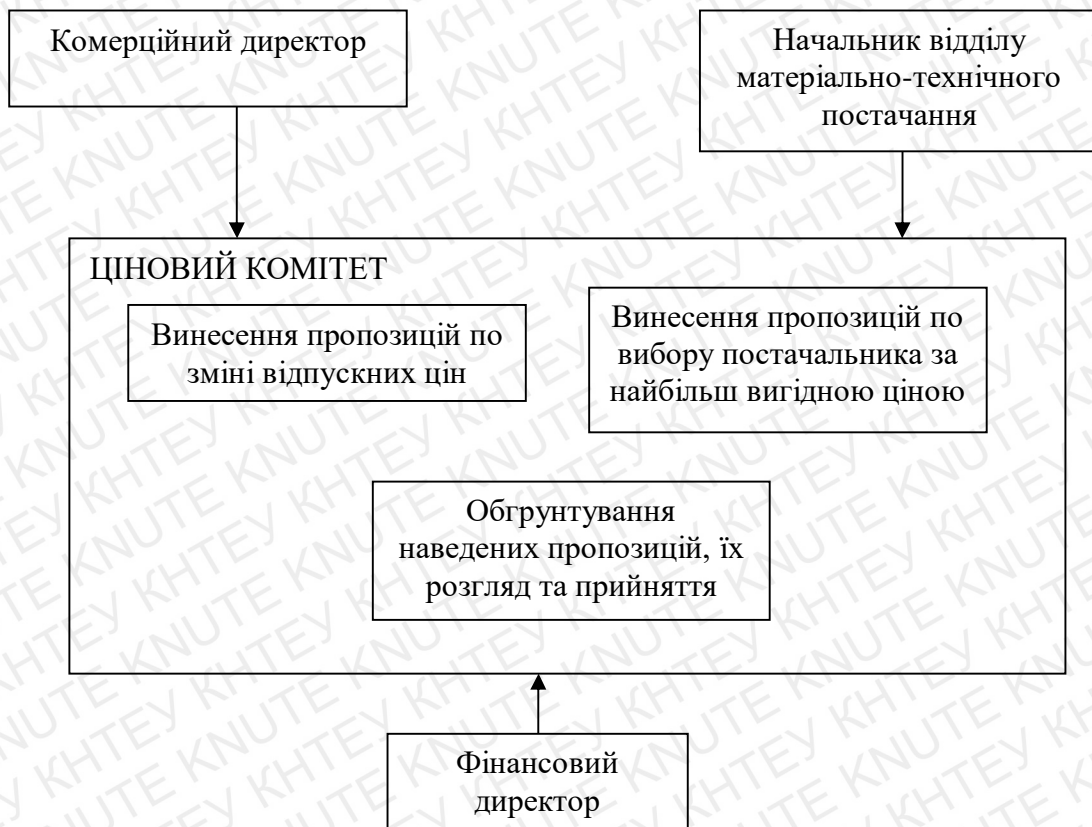 Комерційний директор
Начальник відділу
матеріально-технічного
постачання
ЦІНОВИЙ КОМІТЕТ
Винесення пропозицій по
зміні відпускних цін
Винесення пропозицій по
вибору постачальника за
найбільш вигідною ціною
Обгрунтування
наведених пропозицій, їх
розгляд та прийняття
Фінансовий
директор